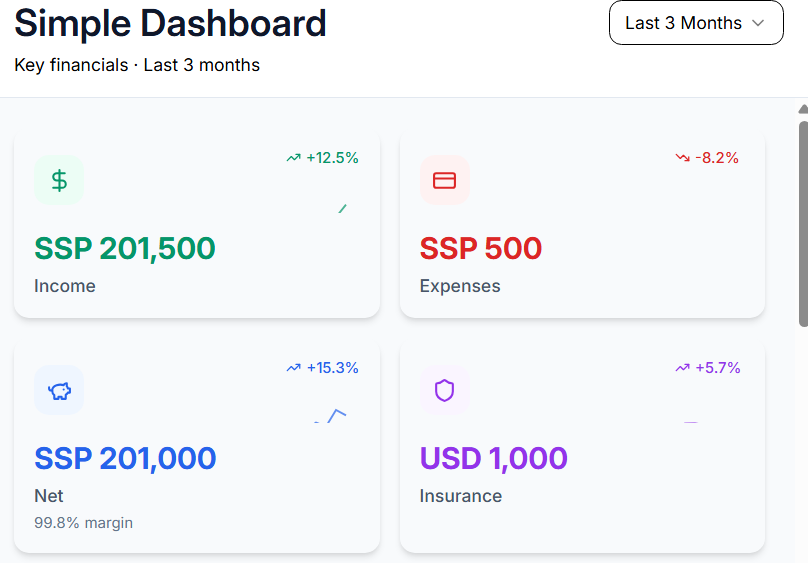 Simple Dashboard
Last 3 Months
Key financials · Last 3 months
+12.5%
SSP 201,500
Income
-8.2%
SSP 500
Expenses
+15.3%
SSP 201,000
Net
99.8% margin
+5.7%
USD 1,000
Insurance